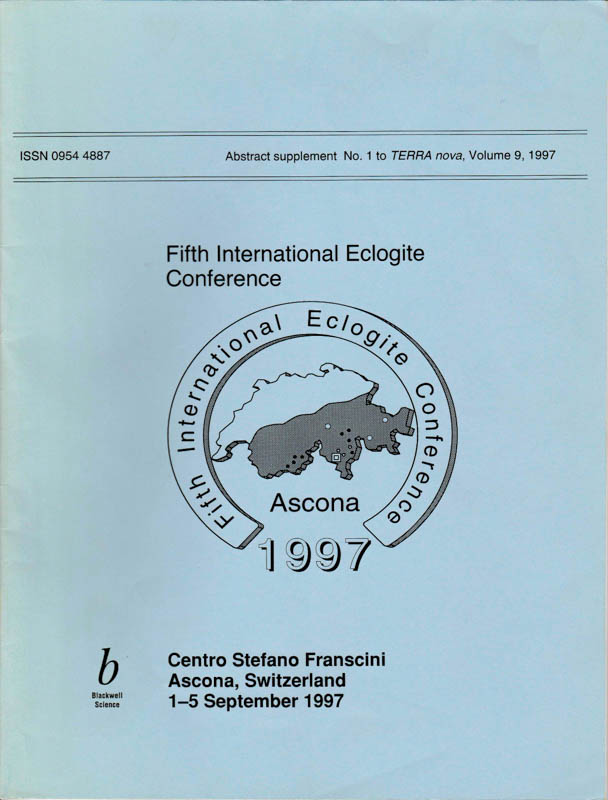 ISSN 0954 4887
Abstract supplement No. 1 to TERRA nova, Volume 9, 1997
Fifth International Eclogite
Conference
Fifth International Eclogite Conference
Ascona
1997
b
Blackwell
Science
Centro Stefano Franscini
Ascona, Switzerland
1–5 September 1997